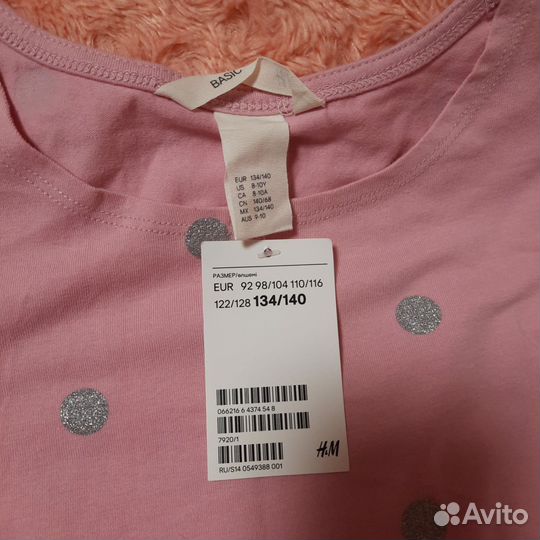 BASIC
EUR 134/140
US 8-10Y
CA 8-10A
CN 140/68
MX 134/140
AUS 9-10
РАЗМЕР/өлшемі
EUR 92 98/104 110/116
122/128 134/140
066216 6 4374 54 8
7920/1
H&M
RU/S14 0549388 001
Avito